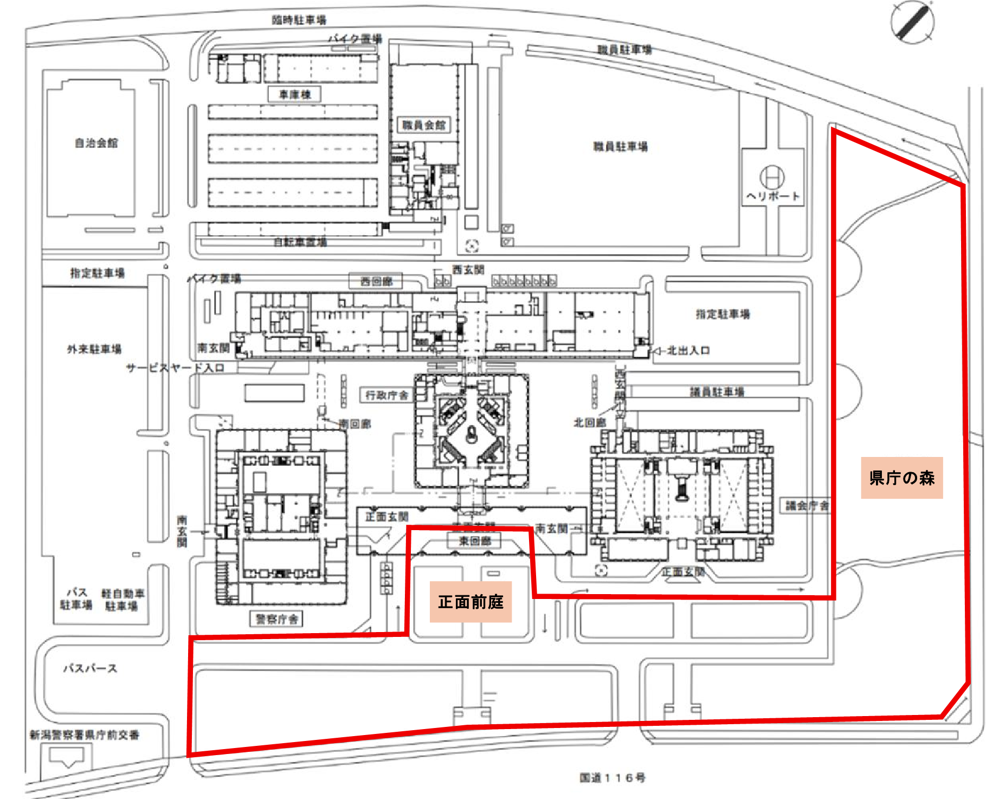 臨時駐車場
バイク置場
職員駐車場
車庫棟
職員会館
自治会館
職員駐車場
ヘリポート
自転車置場
指定駐車場
バイク置場
西回廊
西玄関
指定駐車場
外来駐車場
南玄関
北出入口
サービスヤード入口
西玄関
行政庁舎
議員駐車場
南回廊
北回廊
県庁の森
議会庁舎
南玄関
正面玄関
正面玄関
南玄関
東回廊
正面玄関
バス
駐車場
軽自動車
駐車場
正面前庭
警察庁舎
バスバース
新潟警察署県庁前交番
国道116号